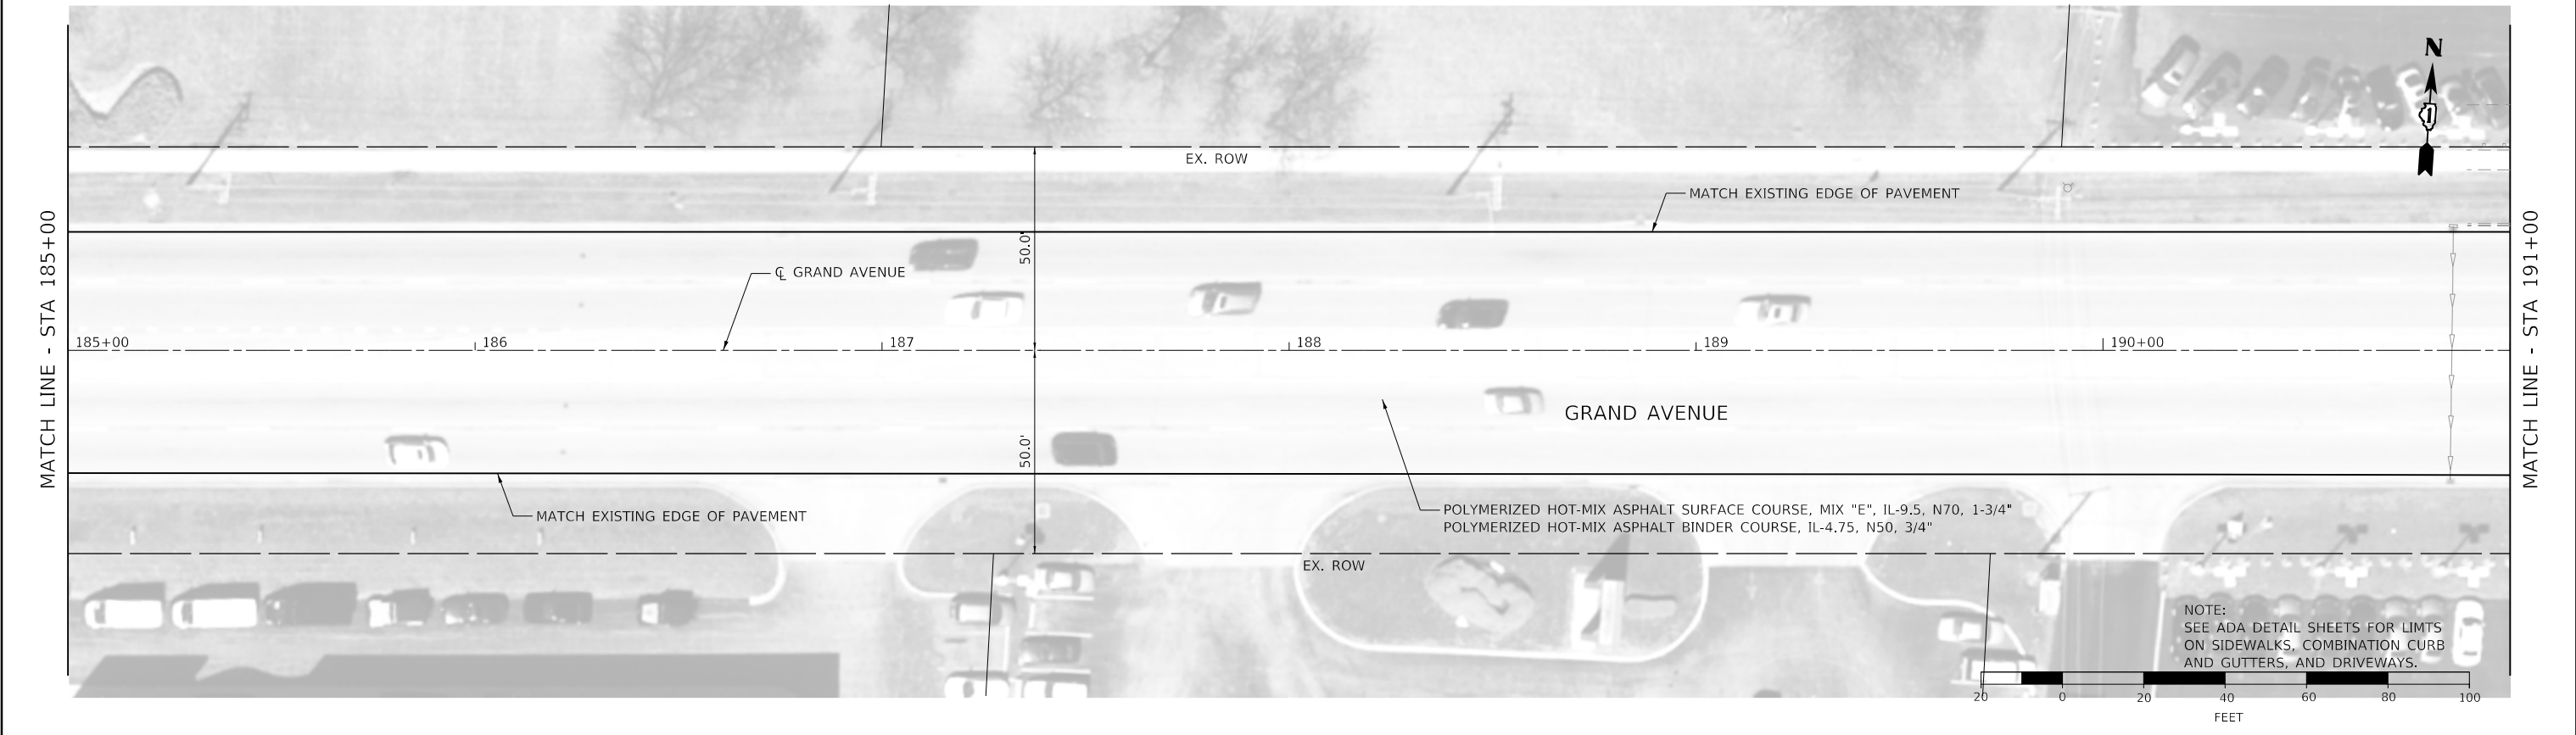 N
1
EX. ROW
MATCH EXISTING EDGE OF PAVEMENT
50.0'
℄ GRAND AVENUE
MATCH LINE - STA 185+00
MATCH LINE - STA 191+00
185+00 186 187 188 189 190+00
GRAND AVENUE
50.0'
MATCH EXISTING EDGE OF PAVEMENT
POLYMERIZED HOT-MIX ASPHALT SURFACE COURSE, MIX "E", IL-9.5, N70, 1-3/4"
POLYMERIZED HOT-MIX ASPHALT BINDER COURSE, IL-4.75, N50, 3/4"
EX. ROW
NOTE:
SEE ADA DETAIL SHEETS FOR LIMTS
ON SIDEWALKS, COMBINATION CURB
AND GUTTERS, AND DRIVEWAYS.
20 0 20 40 60 80 100
FEET